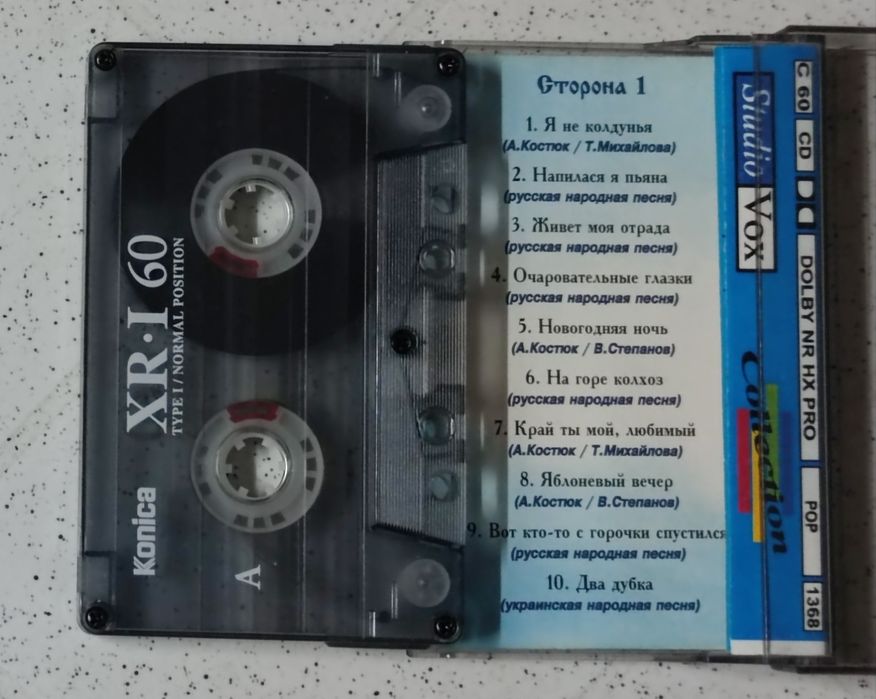 Konica
XR·I 60
TYPE I / NORMAL POSITION
A
Сторона 1
1. Я не колдунья
(А.Костюк / Т.Михайлова)
2. Напилася я пьяна
(русская народная песня)
3. Живет моя отрада
(русская народная песня)
4. Очаровательные глазки
(русская народная песня)
5. Новогодняя ночь
(А.Костюк / В.Степанов)
6. На горе колхоз
(русская народная песня)
7. Край ты мой, любимый
(А.Костюк / Т.Михайлова)
8. Яблоневый вечер
(А.Костюк / В.Степанов)
9. Вот кто-то с горочки спустился
(русская народная песня)
10. Два дубка
(украинская народная песня)
Studio Vox
Collection
C 60 CD DOLBY NR HX PRO POP 1368